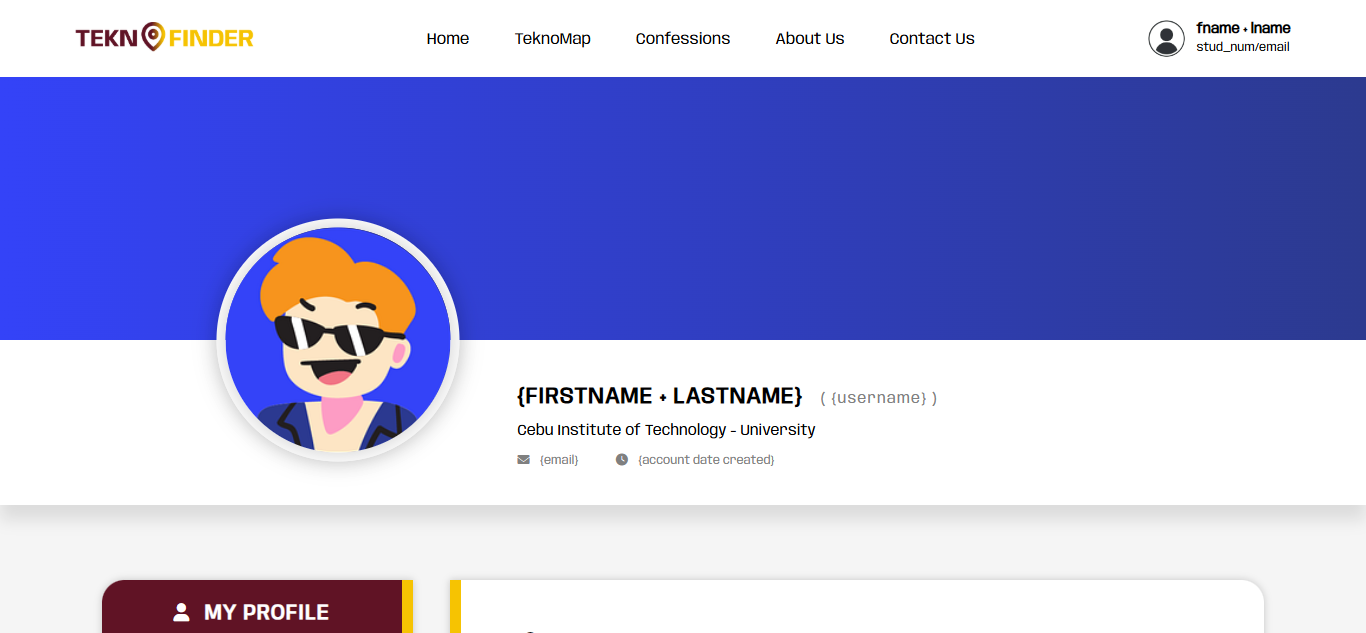 TEKNOFINDER
Home TeknoMap Confessions About Us Contact Us
fname + lname
stud_num/email
{FIRSTNAME + LASTNAME} ( {username} )
Cebu Institute of Technology - University
{email} {account date created}
MY PROFILE